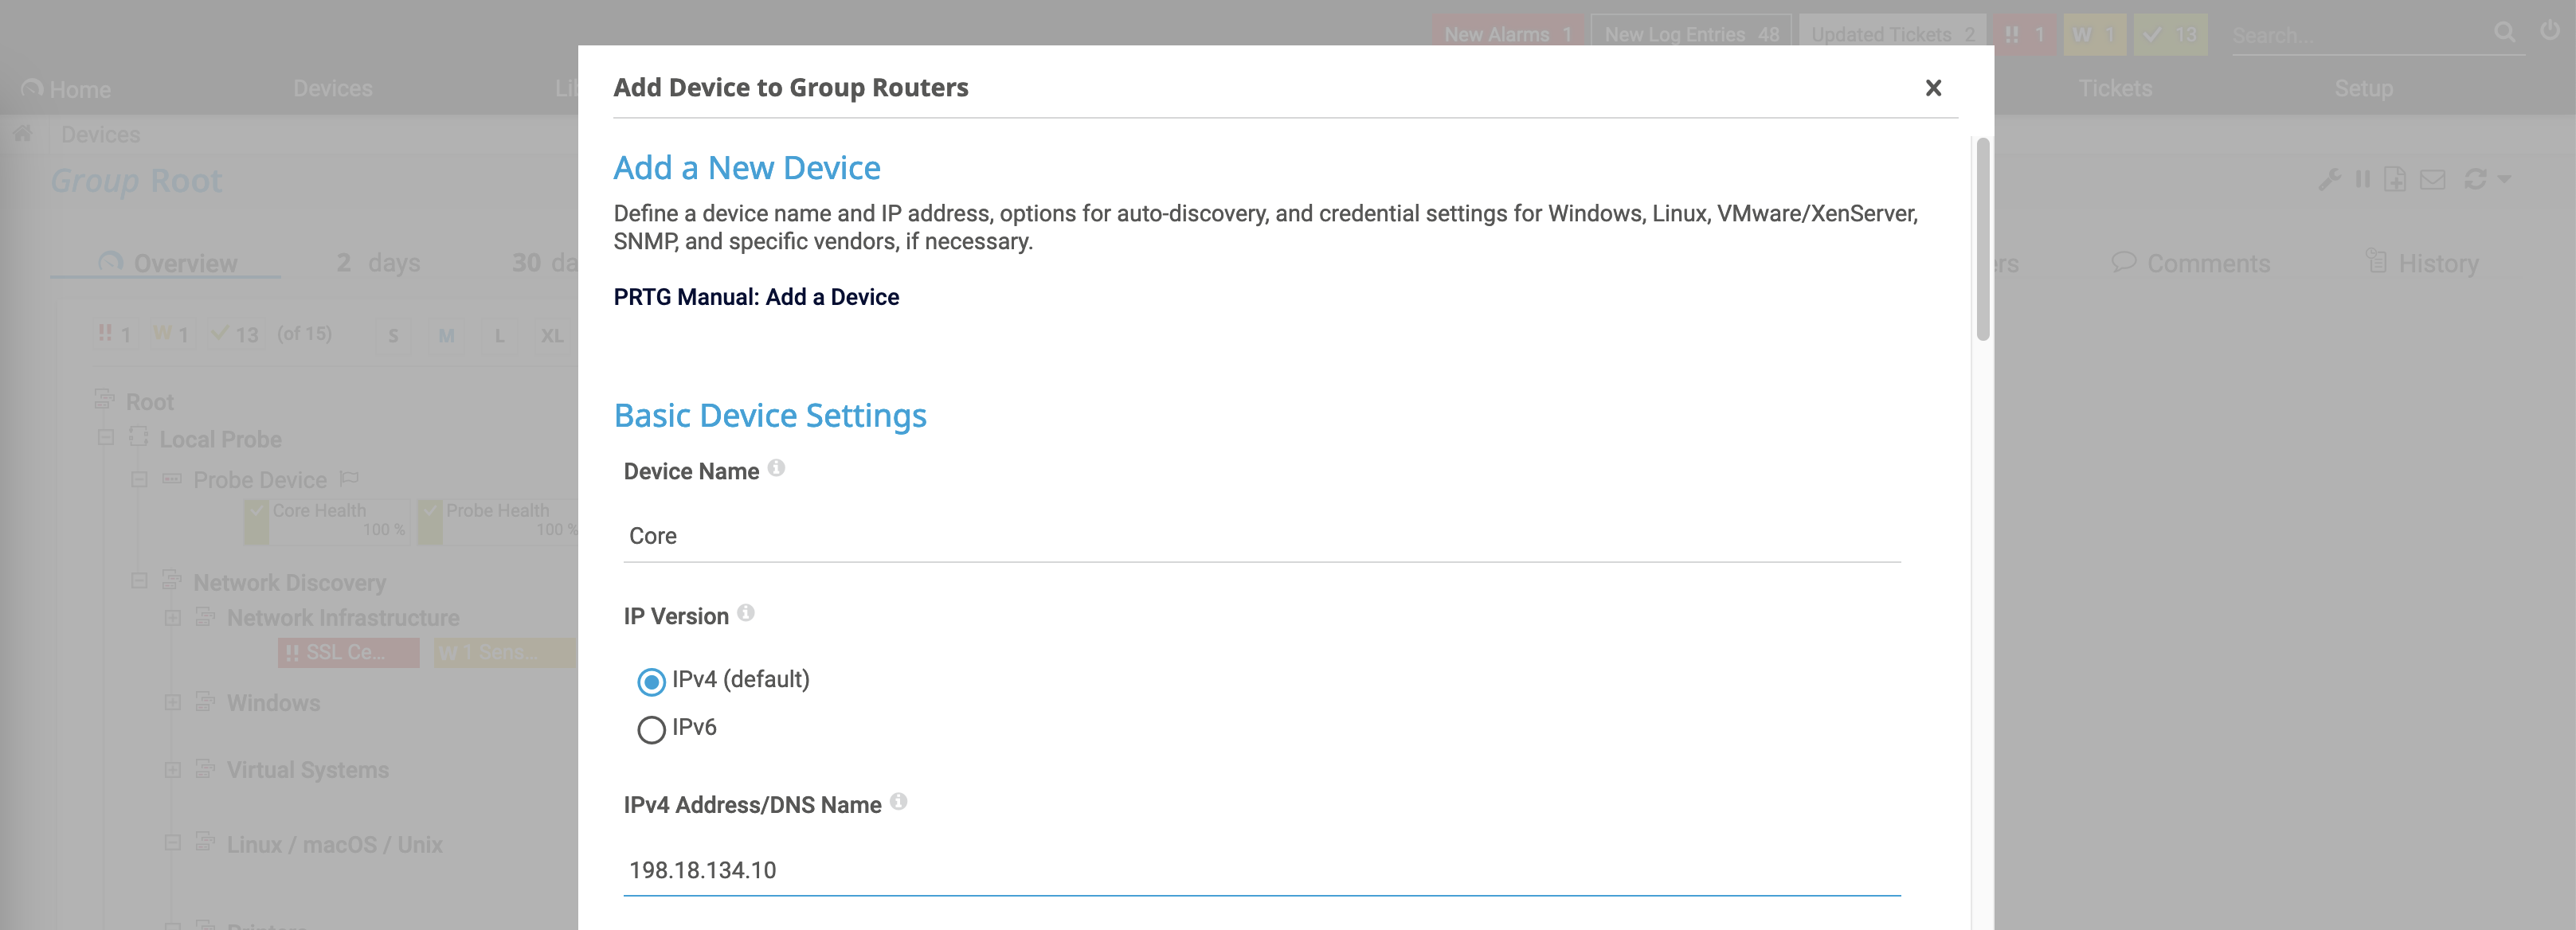 New Alarms 1 New Log Entries 48 Updated Tickets 2 !! 1 W 1 13 Search...
Home Devices Tickets Setup
Devices
Group Root
Overview 2 days 30 Comments History
!! 1 W 1 13 (of 15) S M L XL
Root
Local Probe
Probe Device
Core Health 100 % Probe Health 100 %
Network Discovery
Network Infrastructure
!! SSL Ce... W 1 Sens...
Windows
Virtual Systems
Linux / macOS / Unix
Add Device to Group Routers
Add a New Device
Define a device name and IP address, options for auto-discovery, and credential settings for Windows, Linux, VMware/XenServer,
SNMP, and specific vendors, if necessary.
PRTG Manual: Add a Device
Basic Device Settings
Device Name
Core
IP Version
IPv4 (default)
IPv6
IPv4 Address/DNS Name
198.18.134.10